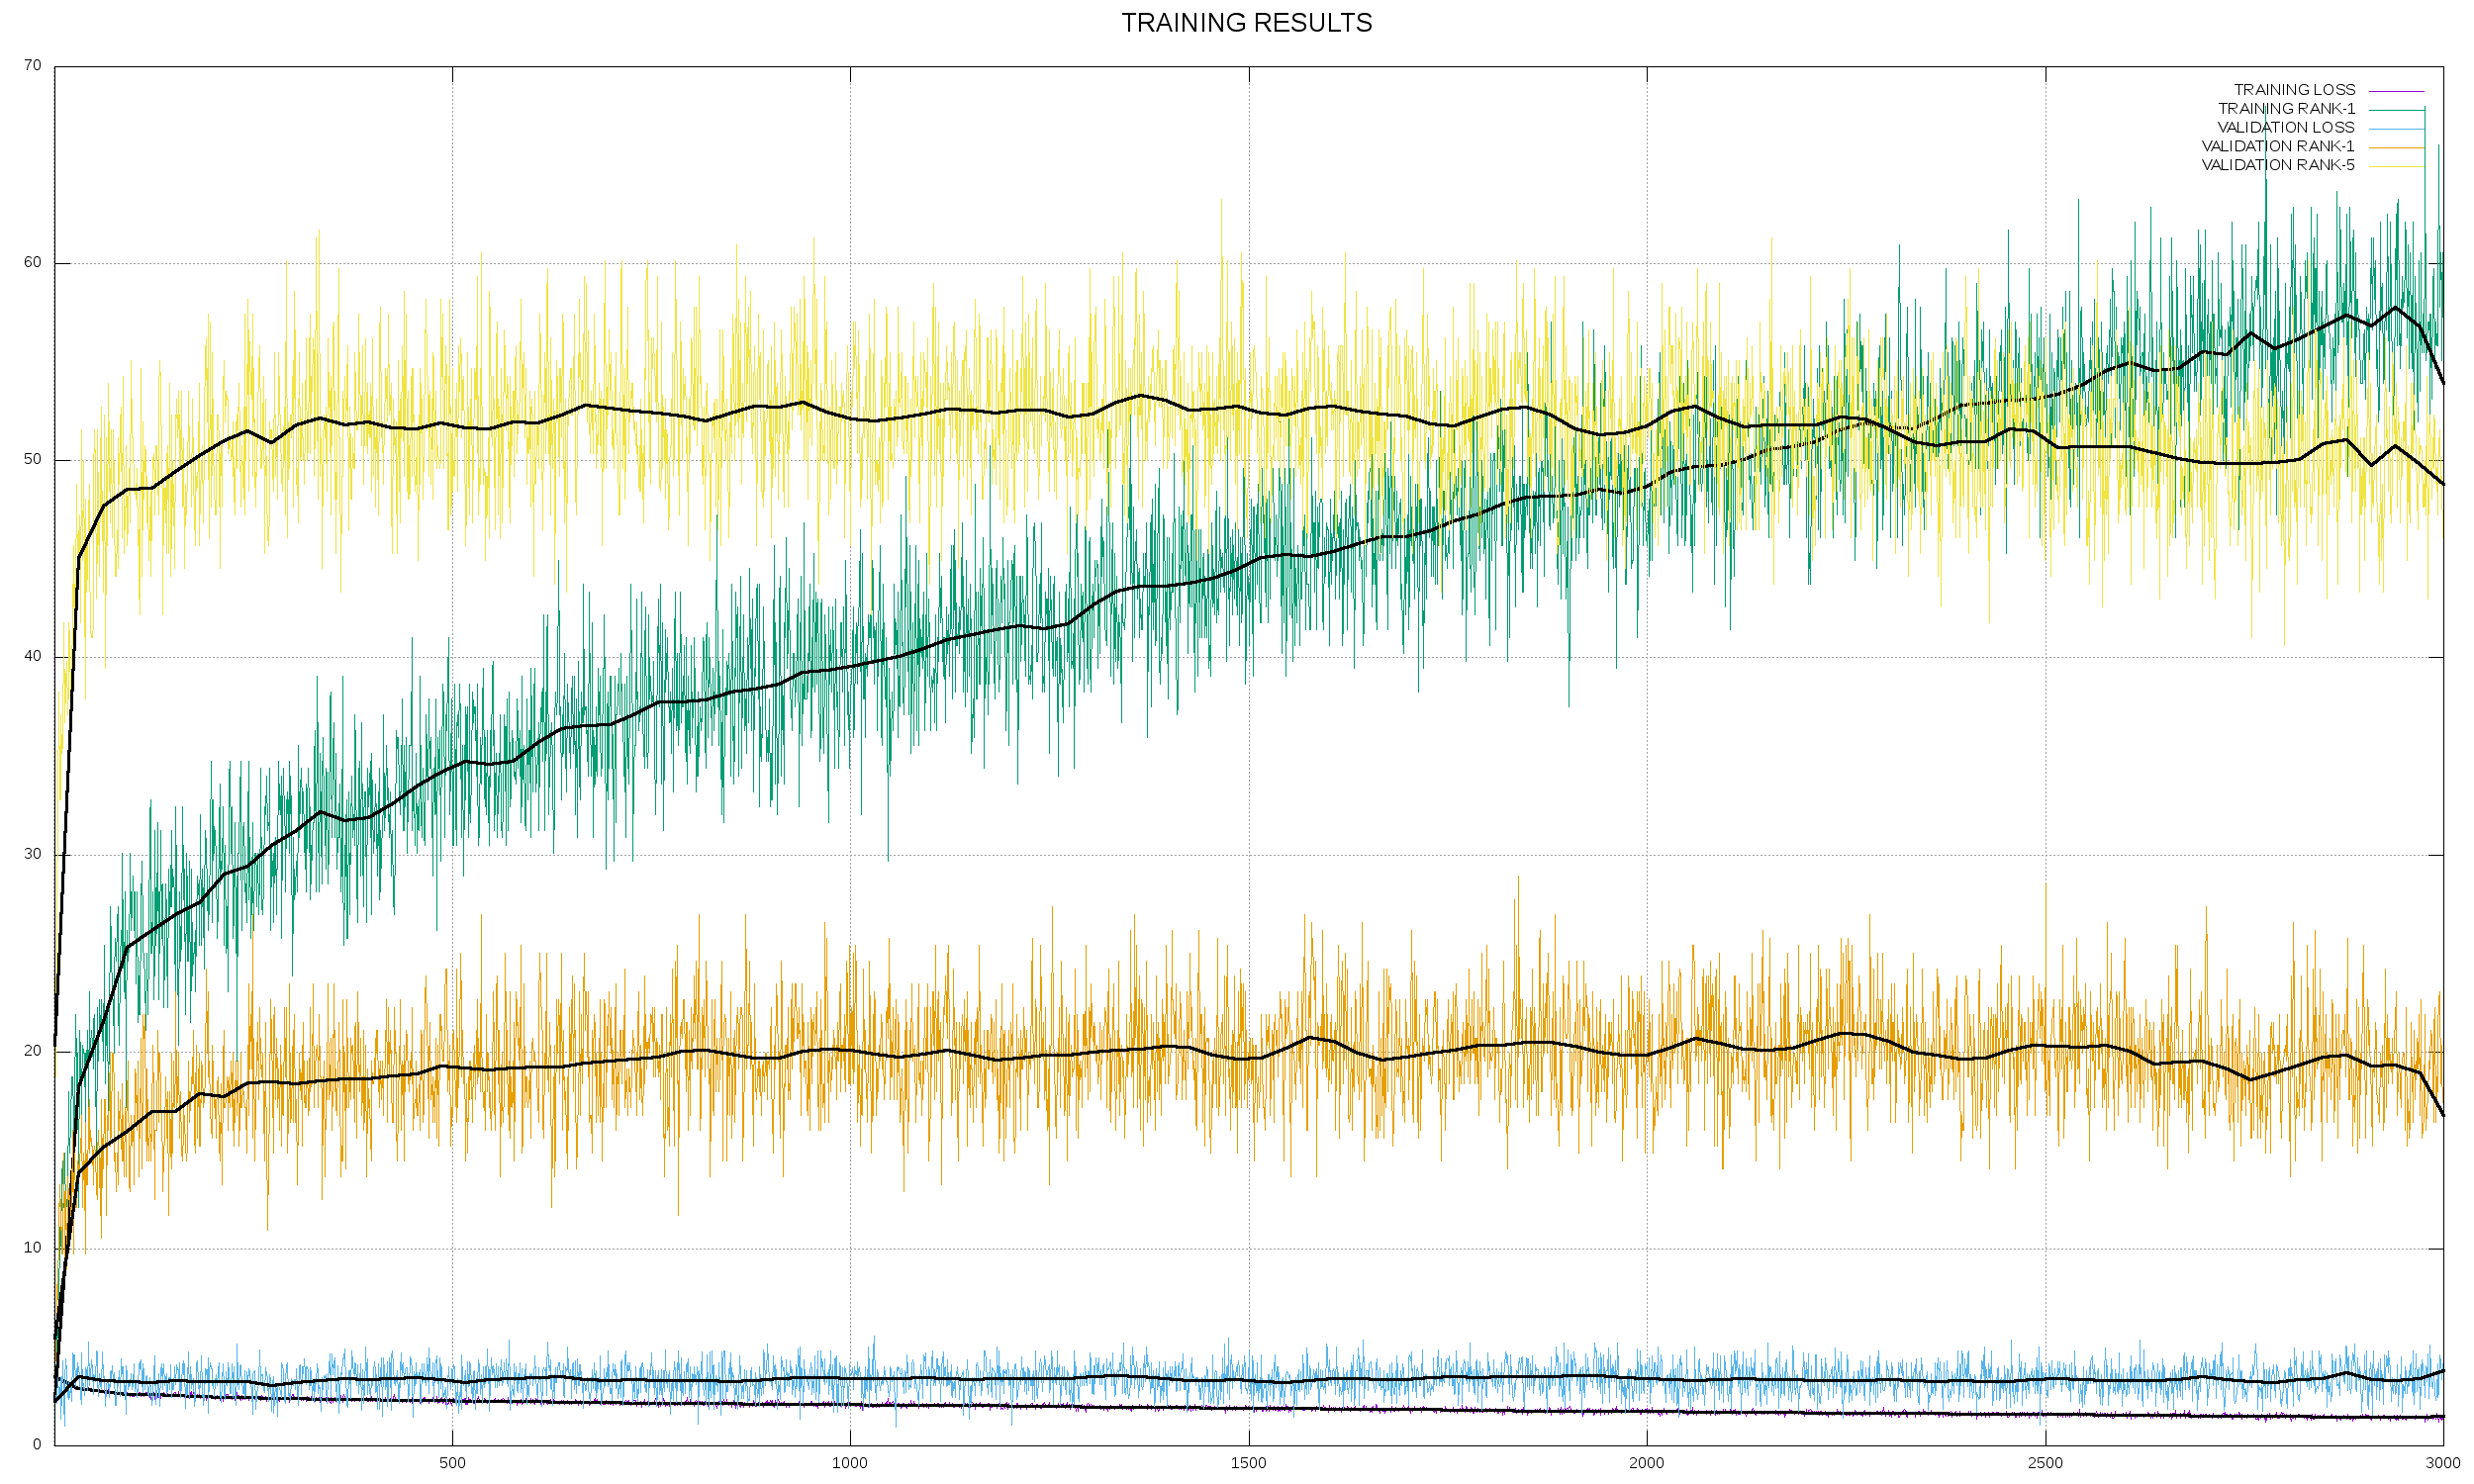 TRAINING RESULTS
70
60
50
40
30
20
10
0
TRAINING LOSS
TRAINING RANK-1
VALIDATION LOSS
VALIDATION RANK-1
VALIDATION RANK-5
500 1000 1500 2000 2500 3000